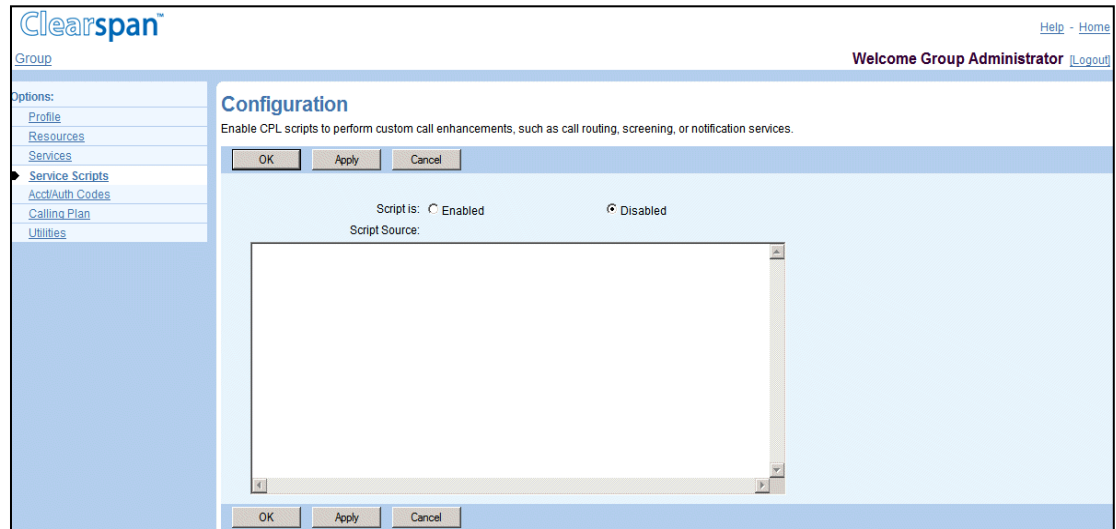 Clearspan™
Help - Home
Group
Welcome Group Administrator [Logout]
Options:
Profile
Resources
Services
Service Scripts
Acct/Auth Codes
Calling Plan
Utilities
Configuration
Enable CPL scripts to perform custom call enhancements, such as call routing, screening, or notification services.
OK Apply Cancel
Script is: Enabled Disabled
Script Source:
OK Apply Cancel